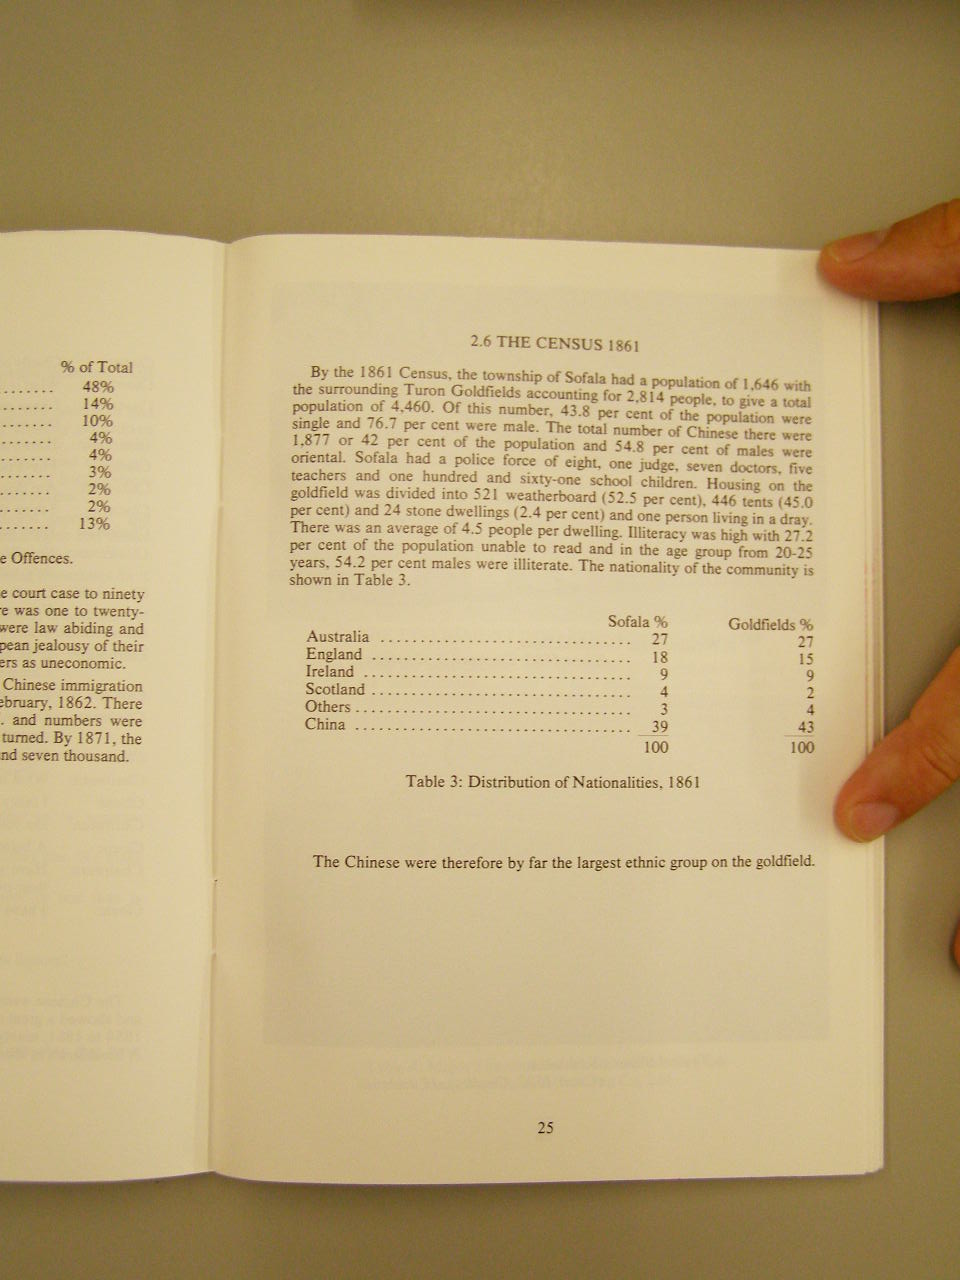 % of Total
........ 48%
........ 14%
........ 10%
........ 4%
........ 4%
........ 3%
........ 2%
........ 2%
........ 13%
e Offences.
e court case to ninety
re was one to twenty-
were law abiding and
pean jealousy of their
ers as uneconomic.
Chinese immigration
ebruary, 1862. There
. and numbers were
turned. By 1871, the
nd seven thousand.
2.6 THE CENSUS 1861
By the 1861 Census, the township of Sofala had a population of 1,646 with
the surrounding Turon Goldfields accounting for 2,814 people, to give a total
population of 4,460. Of this number, 43.8 per cent of the population were
single and 76.7 per cent were male. The total number of Chinese there were
1,877 or 42 per cent of the population and 54.8 per cent of males were
oriental. Sofala had a police force of eight, one judge, seven doctors, five
teachers and one hundred and sixty-one school children. Housing on the
goldfield was divided into 521 weatherboard (52.5 per cent), 446 tents (45.0
per cent) and 24 stone dwellings (2.4 per cent) and one person living in a dray.
There was an average of 4.5 people per dwelling. Illiteracy was high with 27.2
per cent of the population unable to read and in the age group from 20-25
years, 54.2 per cent males were illiterate. The nationality of the community is
shown in Table 3.
Sofala % Goldfields %
Australia ................................ 27 27
England ................................. 18 15
Ireland .................................. 9 9
Scotland ................................. 4 2
Others ................................... 3 4
China ................................... 39 43
100 100
Table 3: Distribution of Nationalities, 1861
The Chinese were therefore by far the largest ethnic group on the goldfield.
25